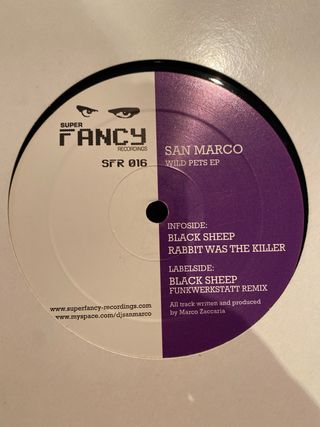 SUPER
FANCY
RECORDINGS
SFR 016
SAN MARCO
WILD PETS EP
INFOSIDE:
BLACK SHEEP
RABBIT WAS THE KILLER
LABELSIDE:
BLACK SHEEP
FUNKWERKSTATT REMIX
All track written and produced
by Marco Zaccaria
www.superfancy-recordings.com
www.myspace.com/djsanmarco